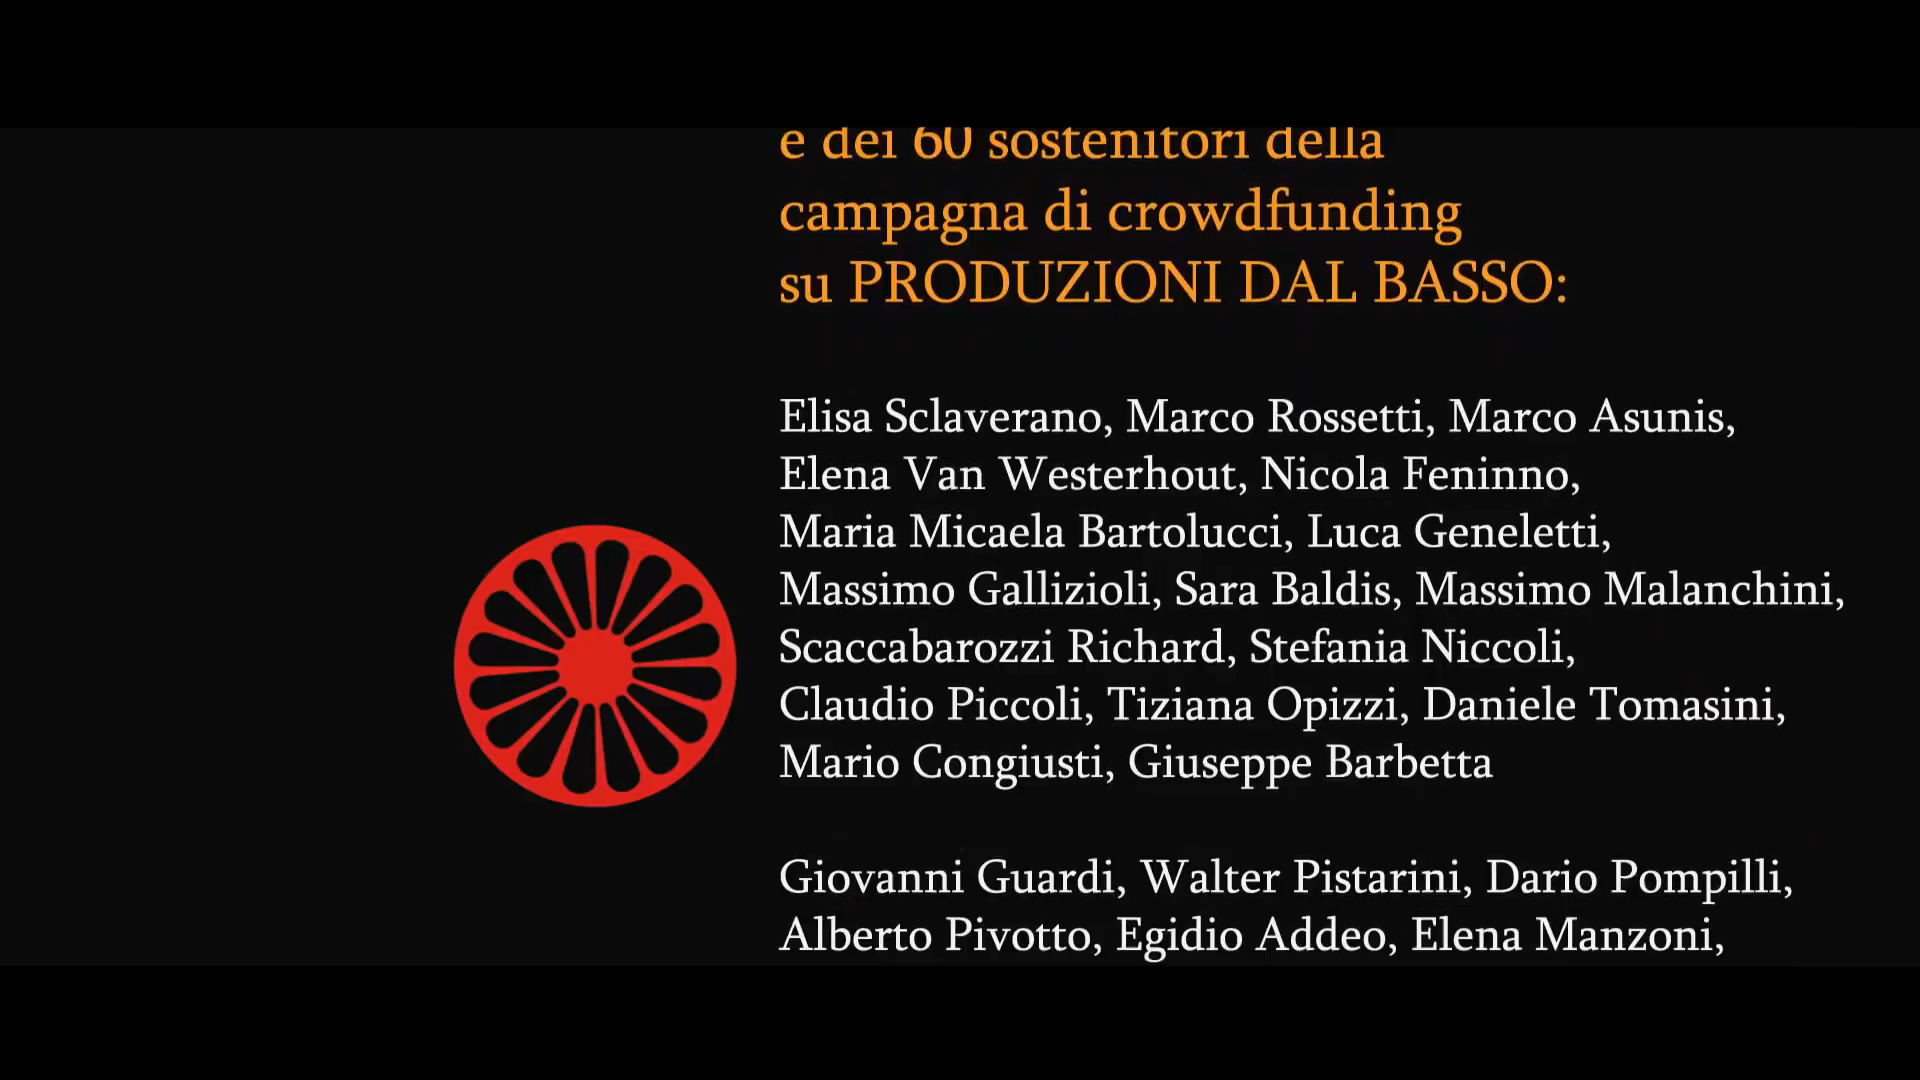 e dei 60 sostenitori della
campagna di crowdfunding
su PRODUZIONI DAL BASSO:
Elisa Sclaverano, Marco Rossetti, Marco Asunis,
Elena Van Westerhout, Nicola Feninno,
Maria Micaela Bartolucci, Luca Geneletti,
Massimo Gallizioli, Sara Baldis, Massimo Malanchini,
Scaccabarozzi Richard, Stefania Niccoli,
Claudio Piccoli, Tiziana Opizzi, Daniele Tomasini,
Mario Congiusti, Giuseppe Barbetta
Giovanni Guardi, Walter Pistarini, Dario Pompilli,
Alberto Pivotto, Egidio Addeo, Elena Manzoni,